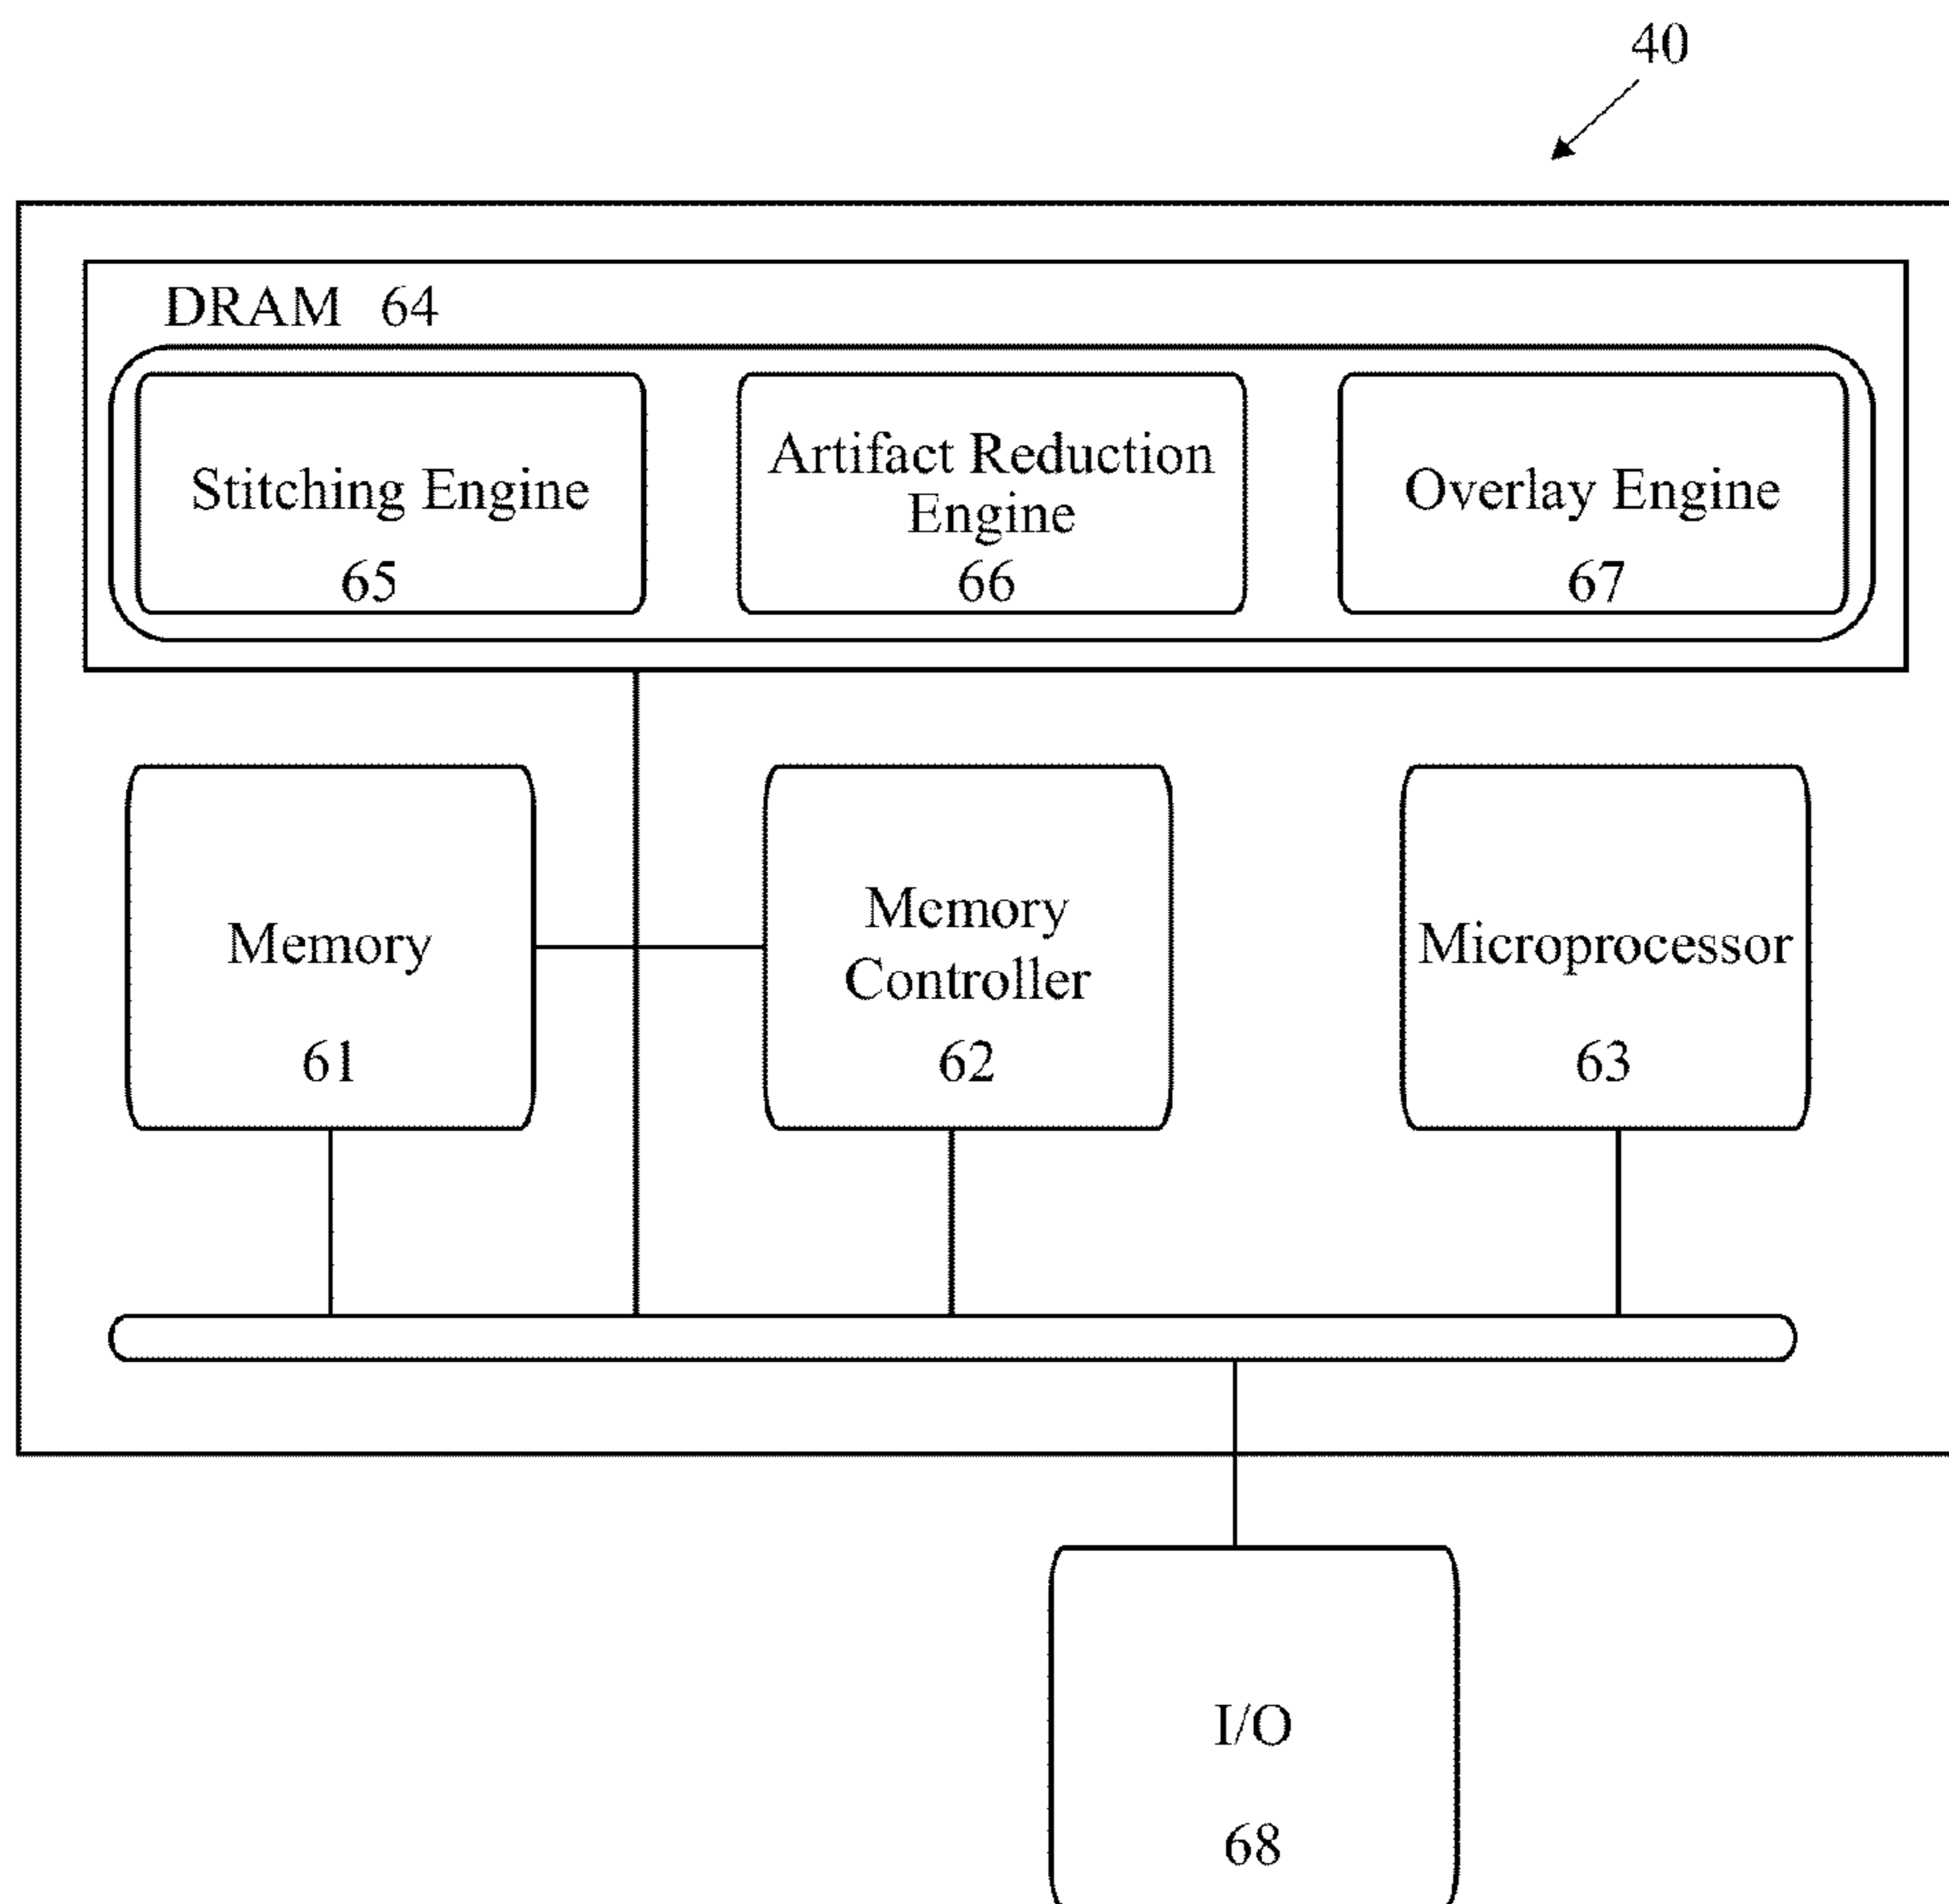 40
DRAM 64
Stitching Engine
65
Artifact Reduction
Engine
66
Overlay Engine
67
Memory
61
Memory
Controller
62
Microprocessor
63
I/O
68